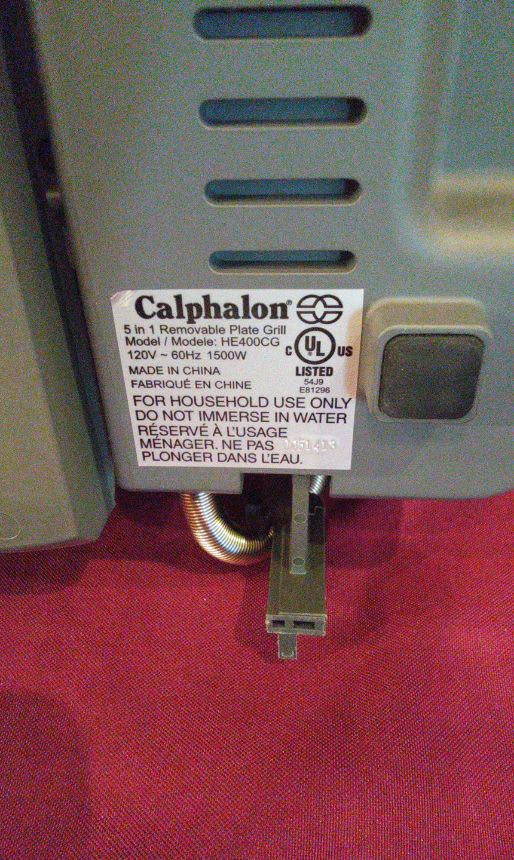 Calphalon®
5 in 1 Removable Plate Grill
Model / Modele: HE400CG
120V ~ 60Hz 1500W
MADE IN CHINA
FABRIQUÉ EN CHINE
C UL US
®
LISTED
54J9
E81296
FOR HOUSEHOLD USE ONLY
DO NOT IMMERSE IN WATER
RÉSERVÉ À L'USAGE
MÉNAGER. NE PAS
PLONGER DANS L'EAU.